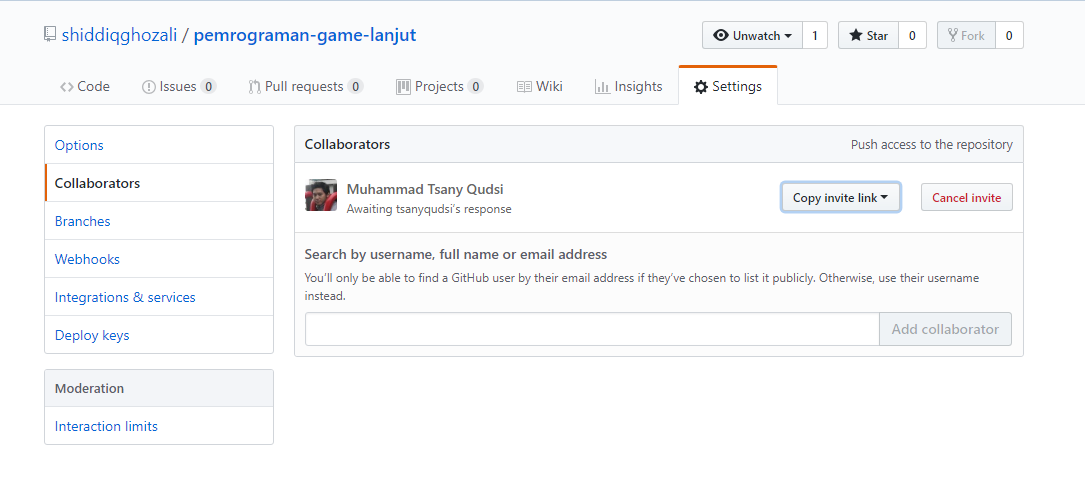 shiddiqghozali / pemrograman-game-lanjut
Unwatch 1 Star 0 Fork 0
Code Issues 0 Pull requests 0 Projects 0 Wiki Insights Settings
Options
Collaborators
Branches
Webhooks
Integrations & services
Deploy keys
Moderation
Interaction limits
Collaborators Push access to the repository
Muhammad Tsany Qudsi
Awaiting tsanyqudsi's response
Copy invite link Cancel invite
Search by username, full name or email address
You'll only be able to find a GitHub user by their email address if they've chosen to list it publicly. Otherwise, use their username
instead.
Add collaborator